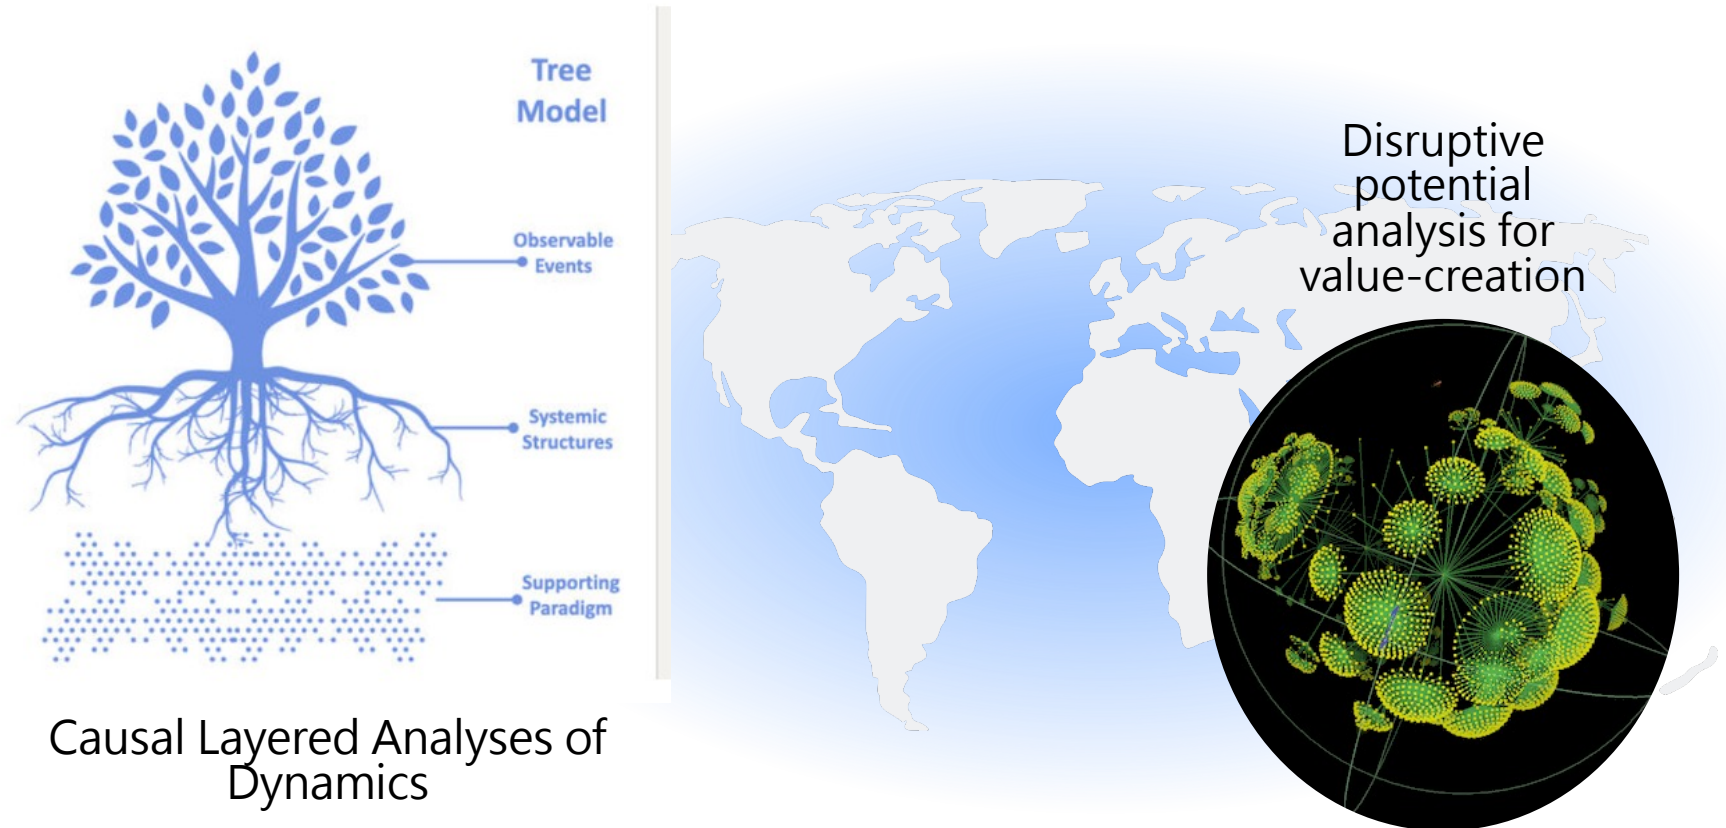 Tree
Model
Observable
Events
Systemic
Structures
Supporting
Paradigm
Causal Layered Analyses of
Dynamics
Disruptive
potential
analysis for
value-creation